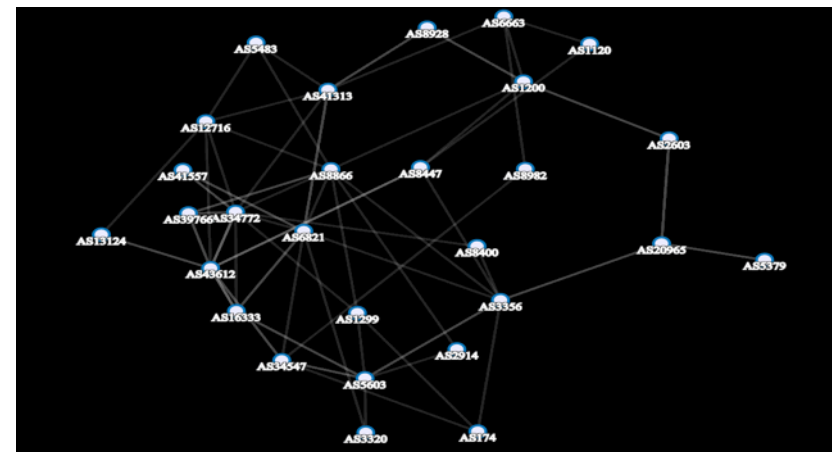 AS6663
AS8928
AS5483
AS1120
AS1200
AS41313
AS12716
AS2603
AS41557
AS8866
AS8447
AS8982
AS39766
AS34772
AS13124
AS6821
AS8400
AS20965
AS5379
AS43612
AS3356
AS16333
AS1299
AS2914
AS34547
AS5603
AS3320
AS174